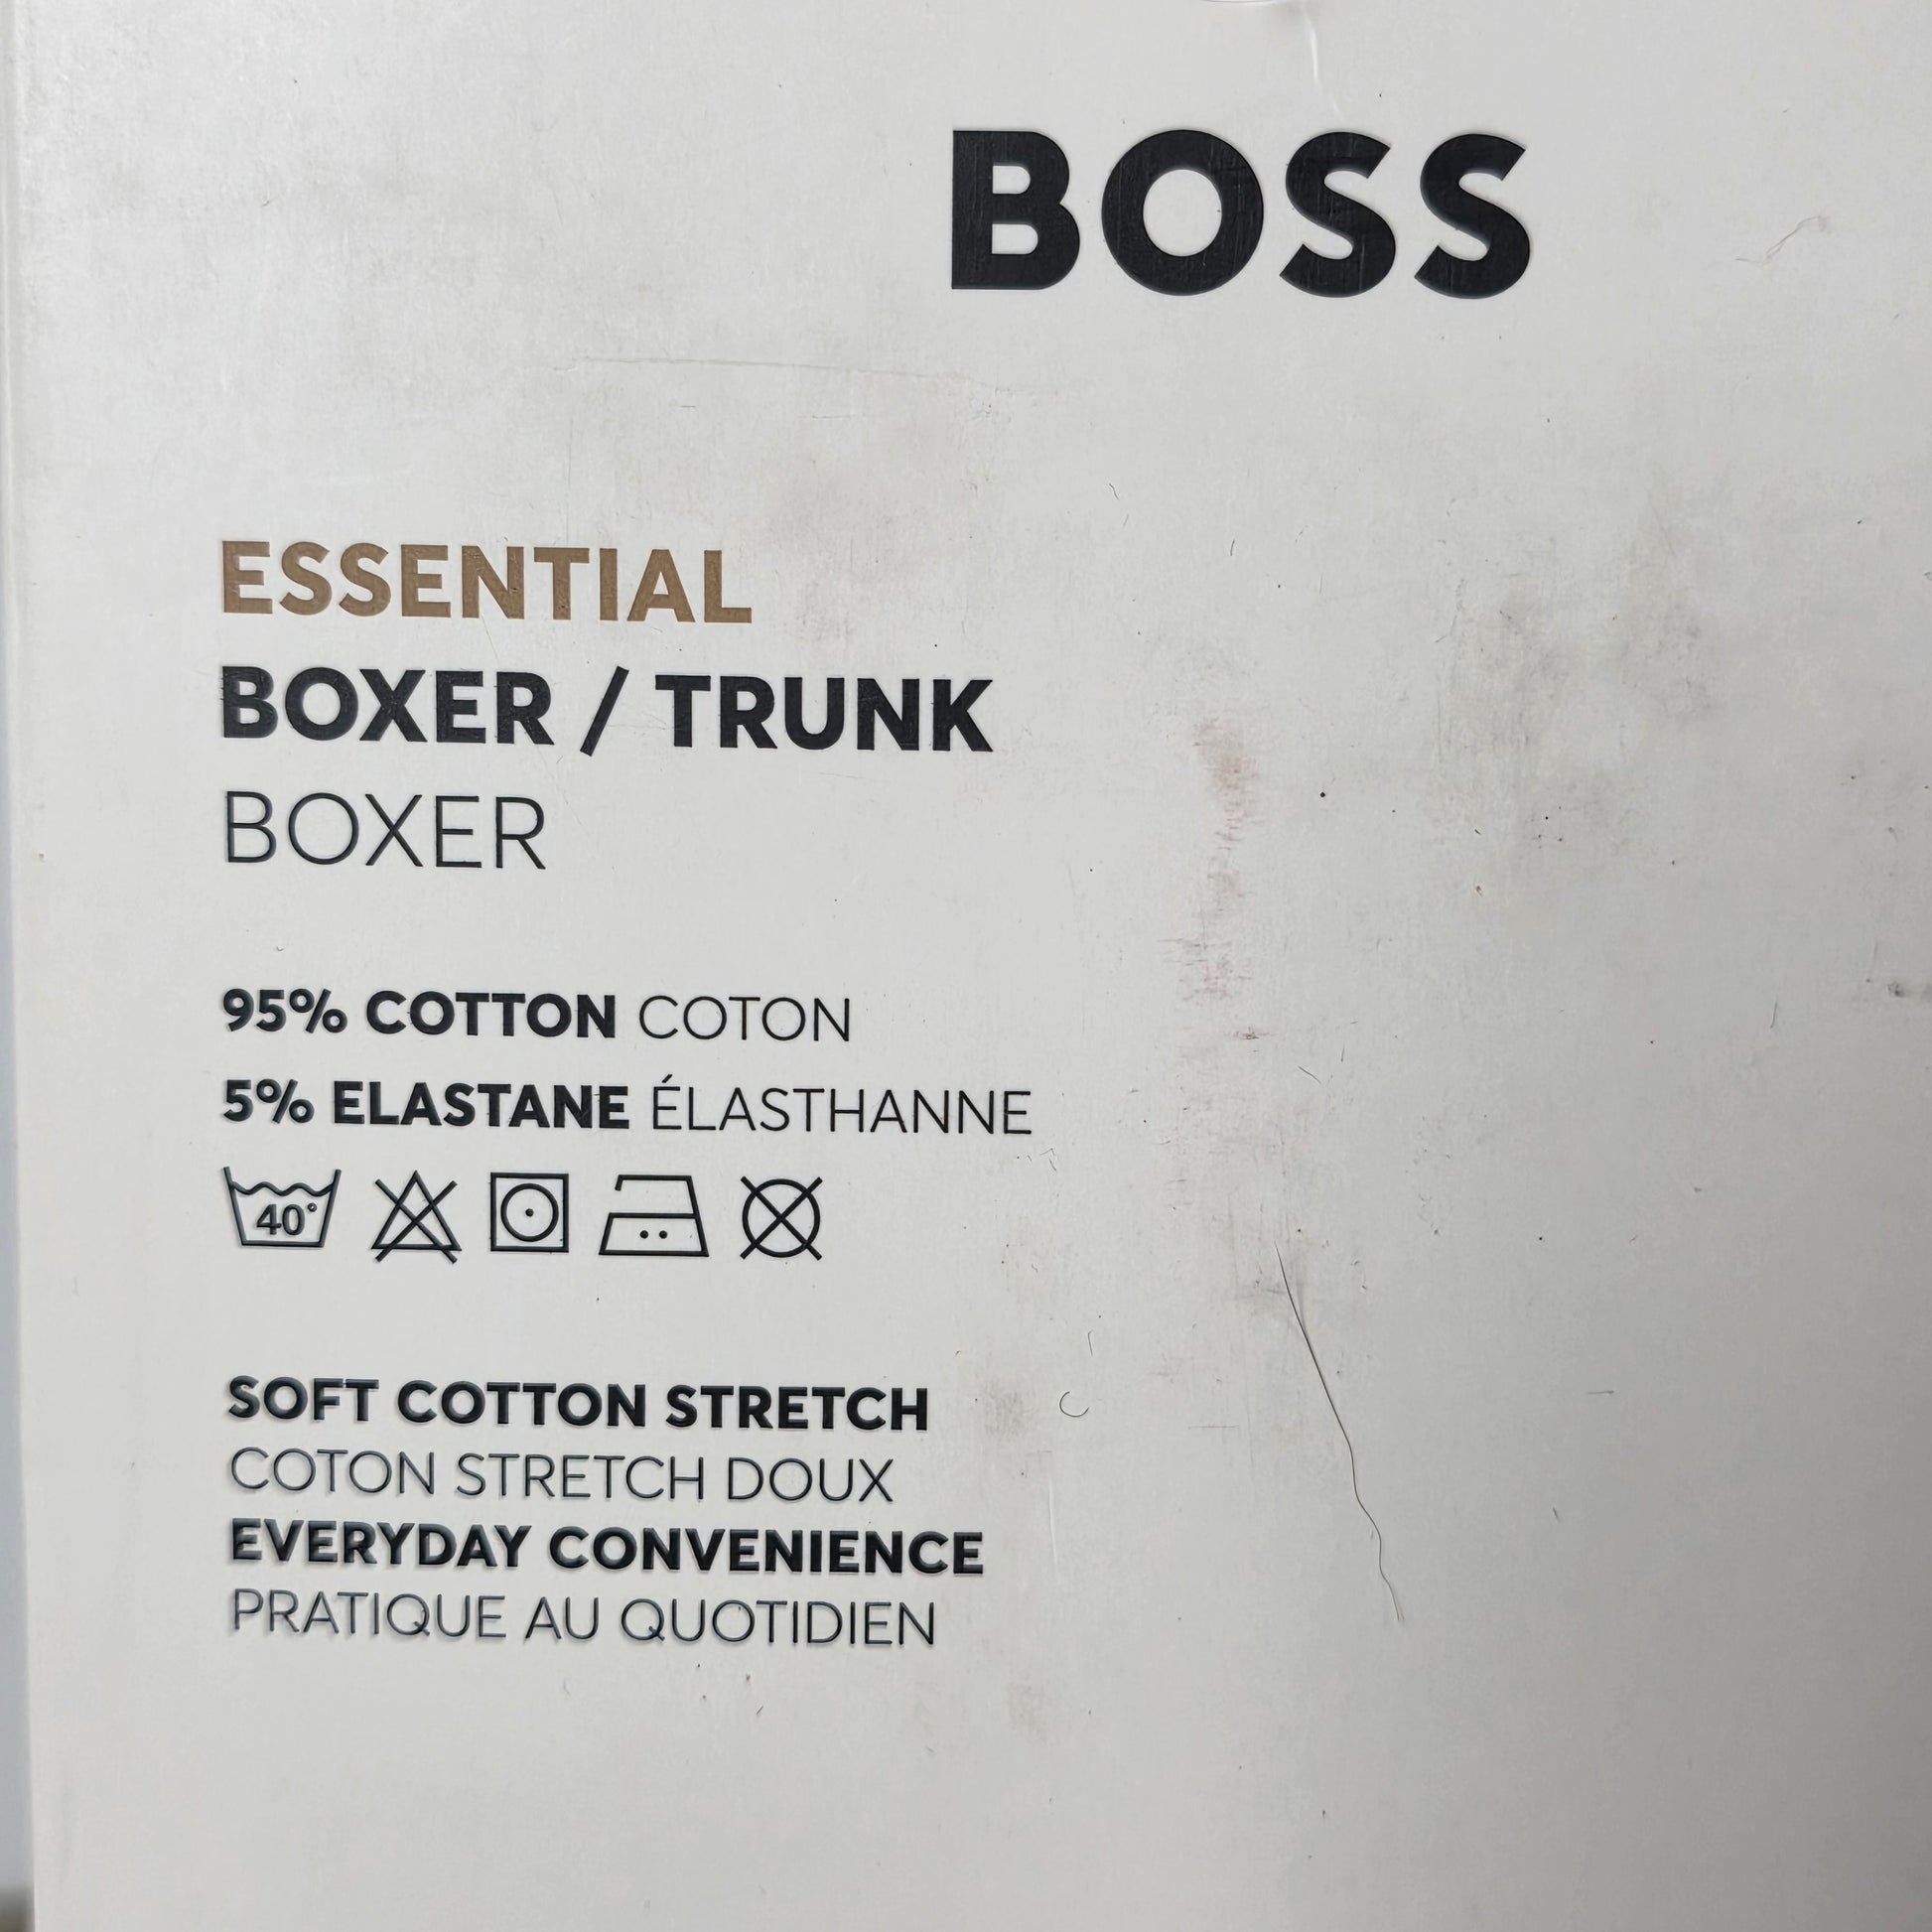 BOSS
ESSENTIAL
BOXER / TRUNK
BOXER
95% COTTON COTON
5% ELASTANE ÉLASTHANNE
40°
SOFT COTTON STRETCH
COTON STRETCH DOUX
EVERYDAY CONVENIENCE
PRATIQUE AU QUOTIDIEN